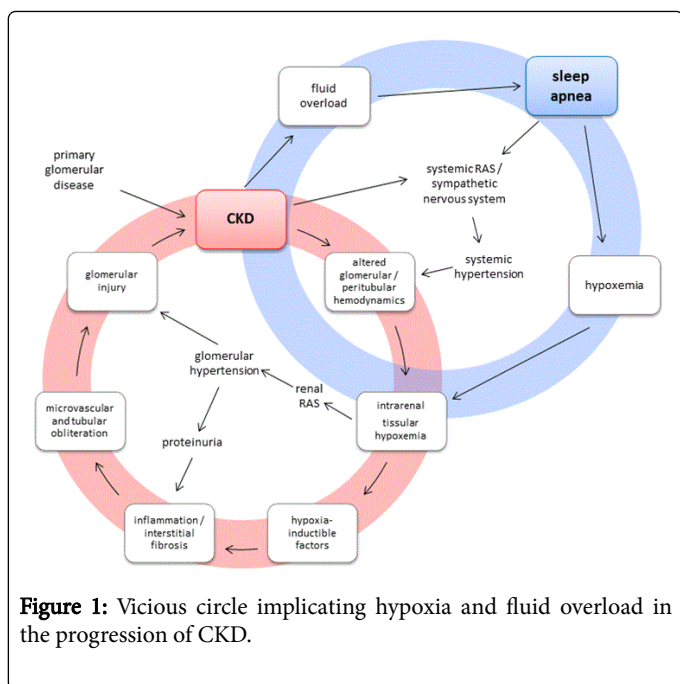 fluid
overload
sleep
apnea
primary
glomerular
disease
systemic RAS /
sympathetic
nervous system
CKD
systemic
hypertension
glomerular
injury
altered
glomerular /
peritubular
hemodynamics
hypoxemia
glomerular
hypertension
renal
RAS
microvascular
and tubular
obliteration
intrarenal
tissular
hypoxemia
proteinuria
inflammation /
interstitial
fibrosis
hypoxia-
inductible
factors
Figure 1: Vicious circle implicating hypoxia and fluid overload in
the progression of CKD.